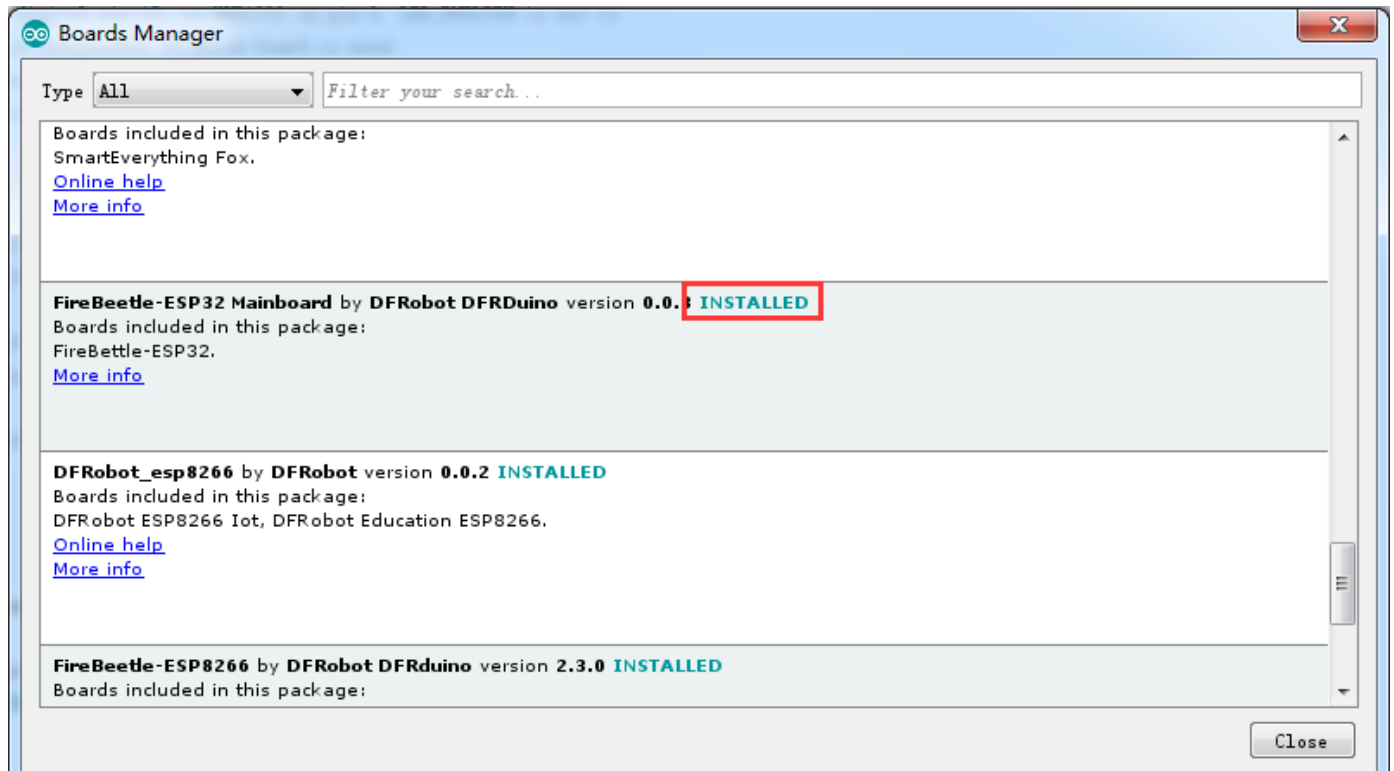 Boards Manager
Type All Filter your search...
Boards included in this package:
SmartEverything Fox.
Online help
More info
FireBeetle-ESP32 Mainboard by DFRobot DFRDuino version 0.0. INSTALLED
Boards included in this package:
FireBettle-ESP32.
More info
DFRobot_esp8266 by DFRobot version 0.0.2 INSTALLED
Boards included in this package:
DFRobot ESP8266 Iot, DFRobot Education ESP8266.
Online help
More info
FireBeetle-ESP8266 by DFRobot DFRduino version 2.3.0 INSTALLED
Boards included in this package:
Close